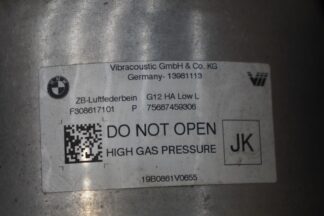 Vibracoustic GmbH & Co. KG
Germany- 13981113
ZB-Luftfederbein G12 HA Low L
F308617101 P 75687459306
DO NOT OPEN
HIGH GAS PRESSURE
JK
19B0861V0655